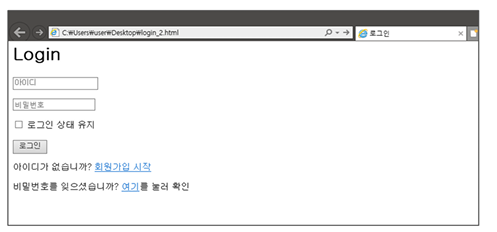 C:₩Users₩user₩Desktop₩login_2.html
로그인
Login
아이디
비밀번호
로그인 상태 유지
로그인
아이디가 없습니까? 회원가입 시작
비밀번호를 잊으셨습니까? 여기를 눌러 확인